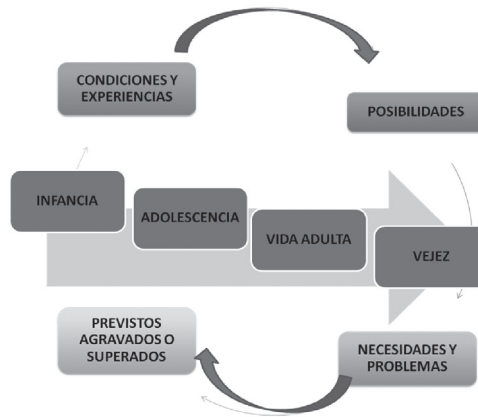 CONDICIONES Y
EXPERIENCIAS
POSIBILIDADES
INFANCIA
ADOLESCENCIA
VIDA ADULTA
VEJEZ
PREVISTOS
AGRAVADOS O
SUPERADOS
NECESIDADES Y
PROBLEMAS